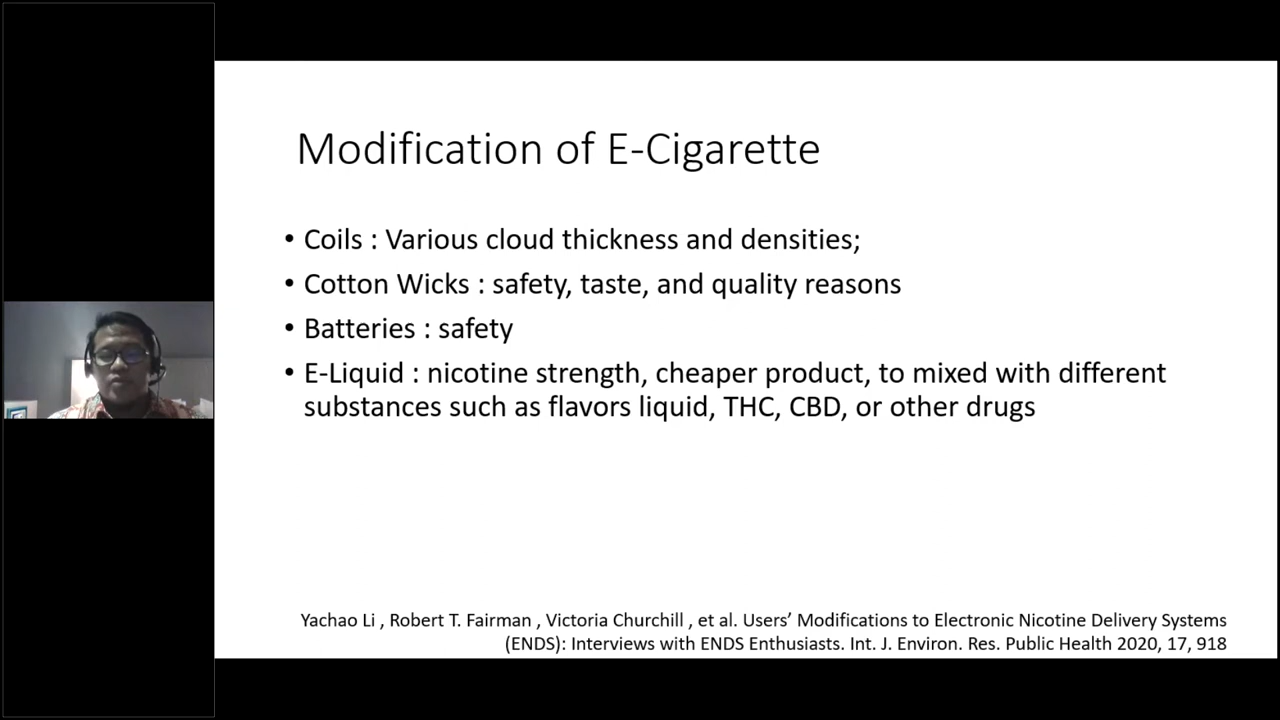 Modification of E-Cigarette
• Coils : Various cloud thickness and densities;
• Cotton Wicks : safety, taste, and quality reasons
• Batteries : safety
• E-Liquid : nicotine strength, cheaper product, to mixed with different
substances such as flavors liquid, THC, CBD, or other drugs
Yachao Li , Robert T. Fairman , Victoria Churchill , et al. Users’ Modifications to Electronic Nicotine Delivery Systems
(ENDS): Interviews with ENDS Enthusiasts. Int. J. Environ. Res. Public Health 2020, 17, 918